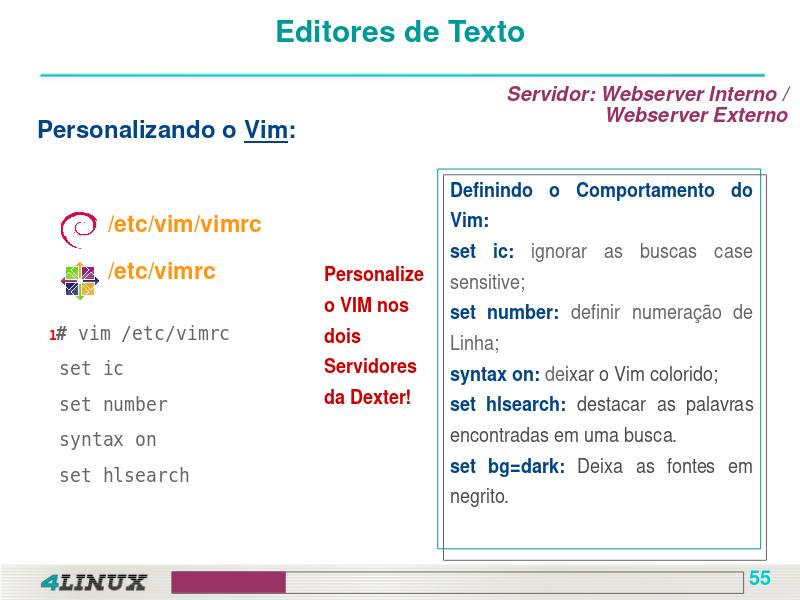 Editores de Texto
Servidor: Webserver Interno /
Webserver Externo
Personalizando o Vim:
/etc/vim/vimrc
/etc/vimrc
1# vim /etc/vimrc
set ic
set number
syntax on
set hlsearch
Personalize
o VIM nos
dois
Servidores
da Dexter!
Definindo o Comportamento do
Vim:
set ic: ignorar as buscas case
sensitive;
set number: definir numeração de
Linha;
syntax on: deixar o Vim colorido;
set hlsearch: destacar as palavras
encontradas em uma busca.
set bg=dark: Deixa as fontes em
negrito.
4LINUX
55